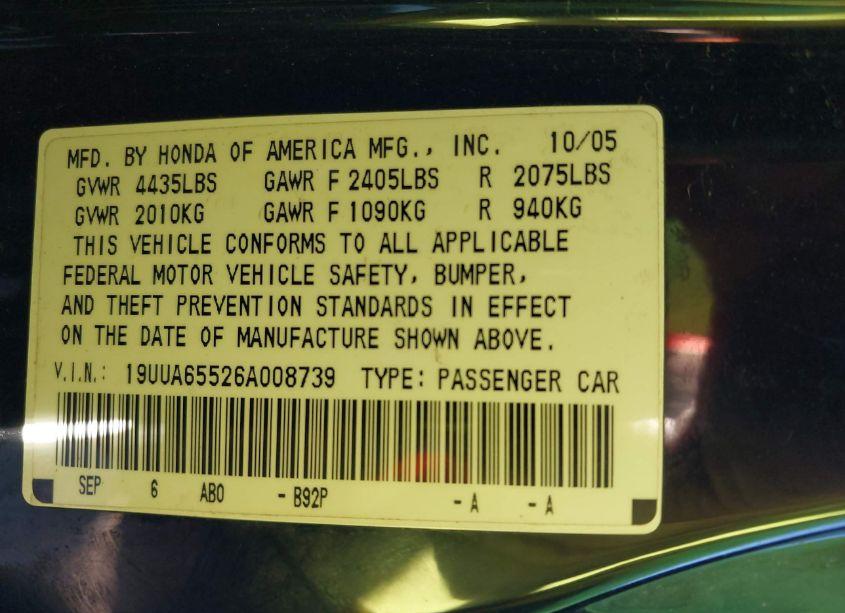 MFD. BY HONDA OF AMERICA MFG., INC. 10/05
GVWR 4435LBS GAWR F 2405LBS R 2075LBS
GVWR 2010KG GAWR F 1090KG R 940KG
THIS VEHICLE CONFORMS TO ALL APPLICABLE
FEDERAL MOTOR VEHICLE SAFETY, BUMPER,
AND THEFT PREVENTION STANDARDS IN EFFECT
ON THE DATE OF MANUFACTURE SHOWN ABOVE.
V.I.N.: 19UUA65526A008739 TYPE: PASSENGER CAR
SEP 6 AB0 - B92P - A - A